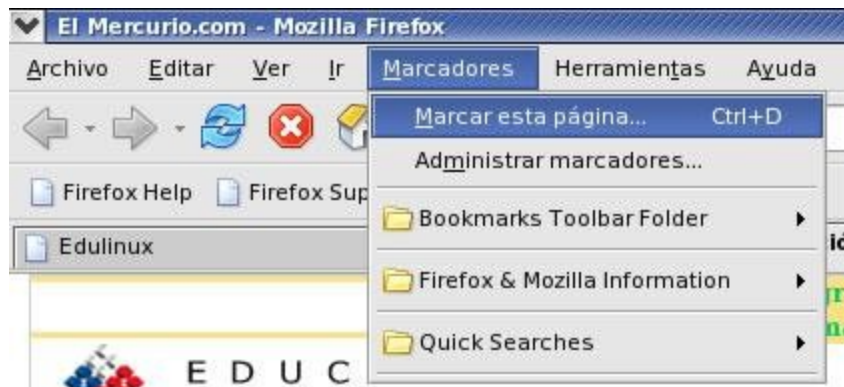 El Mercurio.com - Mozilla Firefox
Archivo Editar Ver Ir Marcadores Herramientas Ayuda
Marcar esta página... Ctrl+D
Administrar marcadores...
Firefox Help Firefox Sup
Bookmarks Toolbar Folder
Edulinux
Firefox & Mozilla Information
Quick Searches
E D U C